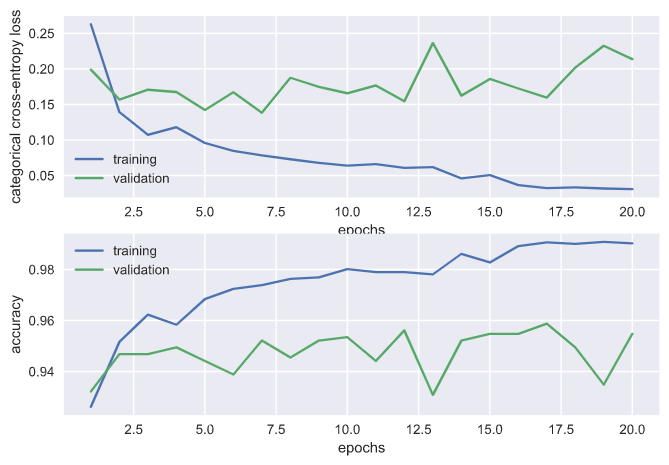 categorical cross-entropy loss
0.25
0.20
0.15
0.10
0.05
training
validation
2.5 5.0 7.5 10.0 12.5 15.0 17.5 20.0
epochs
accuracy
0.98
0.96
0.94
training
validation
2.5 5.0 7.5 10.0 12.5 15.0 17.5 20.0
epochs